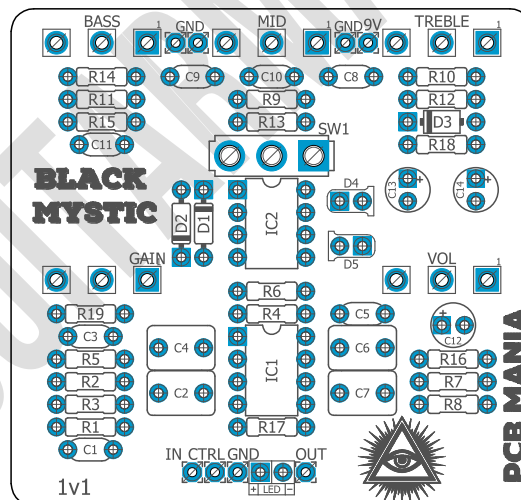 BASS GND MID GND 9V TREBLE
1 1 1
R14 C9 C10 C8 R10
R11 R9 R12
R15 R13 D3
C11 SW1 R18
BLACK
MYSTIC
D2 D1 IC2 D4 C13 + C14 +
D5
GAIN VOL
1 1
R6
R19 R4 C5 +
C3 C12
R5 C4 IC1 C6 R16
R2 R7
R3 C2 C7 R8
R1 R17
C1
PCB MANIA
IN CTRL GND OUT
+ LED -
1v1